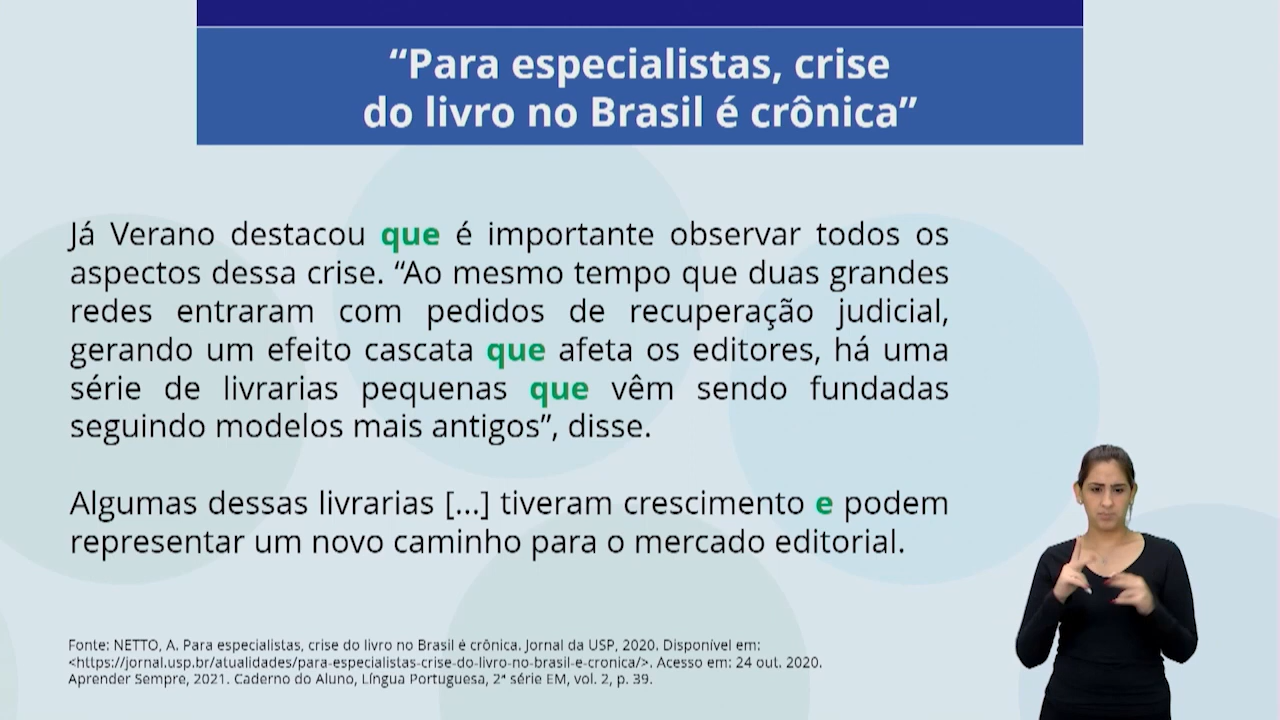 “Para especialistas, crise
do livro no Brasil é crônica”
Já Verano destacou que é importante observar todos os
aspectos dessa crise. “Ao mesmo tempo que duas grandes
redes entraram com pedidos de recuperação judicial,
gerando um efeito cascata que afeta os editores, há uma
série de livrarias pequenas que vêm sendo fundadas
seguindo modelos mais antigos”, disse.
Algumas dessas livrarias [...] tiveram crescimento e podem
representar um novo caminho para o mercado editorial.
Fonte: NETTO, A. Para especialistas, crise do livro no Brasil é crônica. Jornal da USP, 2020. Disponível em:
<https://jornal.usp.br/atualidades/para-especialistas-crise-do-livro-no-brasil-e-cronica/>. Acesso em: 24 out. 2020.
Aprender Sempre, 2021. Caderno do Aluno, Língua Portuguesa, 2ª série EM, vol. 2, p. 39.